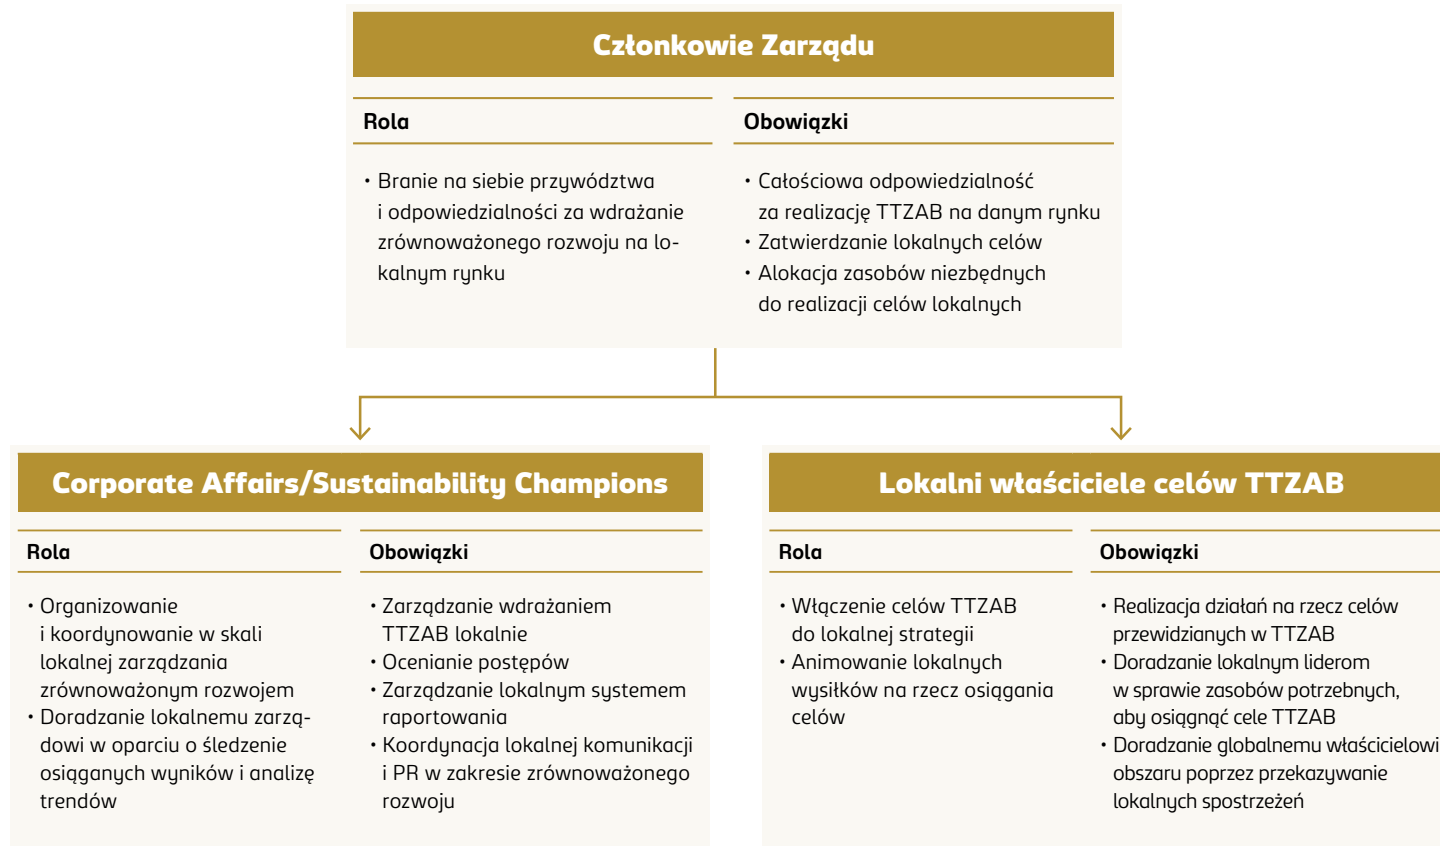 Członkowie Zarządu
Rola
• Branie na siebie przywództwa
i odpowiedzialności za wdrażanie
zrównoważonego rozwoju na lo-
kalnym rynku
Obowiązki
• Całościowa odpowiedzialność
za realizację TTZAB na danym rynku
• Zatwierdzanie lokalnych celów
• Alokacja zasobów niezbędnych
do realizacji celów lokalnych
Corporate Affairs/Sustainability Champions
Rola
• Organizowanie
i koordynowanie w skali
lokalnej zarządzania
zrównoważonym rozwojem
• Doradzanie lokalnemu zarzą-
dowi w oparciu o śledzenie
osiąganych wyników i analizę
trendów
Obowiązki
• Zarządzanie wdrażaniem
TTZAB lokalnie
• Ocenianie postępów
• Zarządzanie lokalnym systemem
raportowania
• Koordynacja lokalnej komunikacji
i PR w zakresie zrównoważonego
rozwoju
Lokalni właściciele celów TTZAB
Rola
• Włączenie celów TTZAB
do lokalnej strategii
• Animowanie lokalnych
wysiłków na rzecz osiągania
celów
Obowiązki
• Realizacja działań na rzecz celów
przewidzianych w TTZAB
• Doradzanie lokalnym liderom
w sprawie zasobów potrzebnych,
aby osiągnąć cele TTZAB
• Doradzanie globalnemu właścicielowi
obszaru poprzez przekazywanie
lokalnych spostrzeżeń